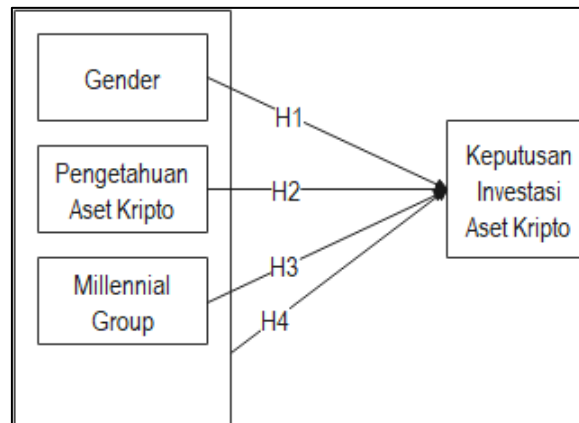 Gender
H1
Pengetahuan
Aset Kripto
H2
Millennial
Group
H3
H4
Keputusan
Investasi
Aset Kripto